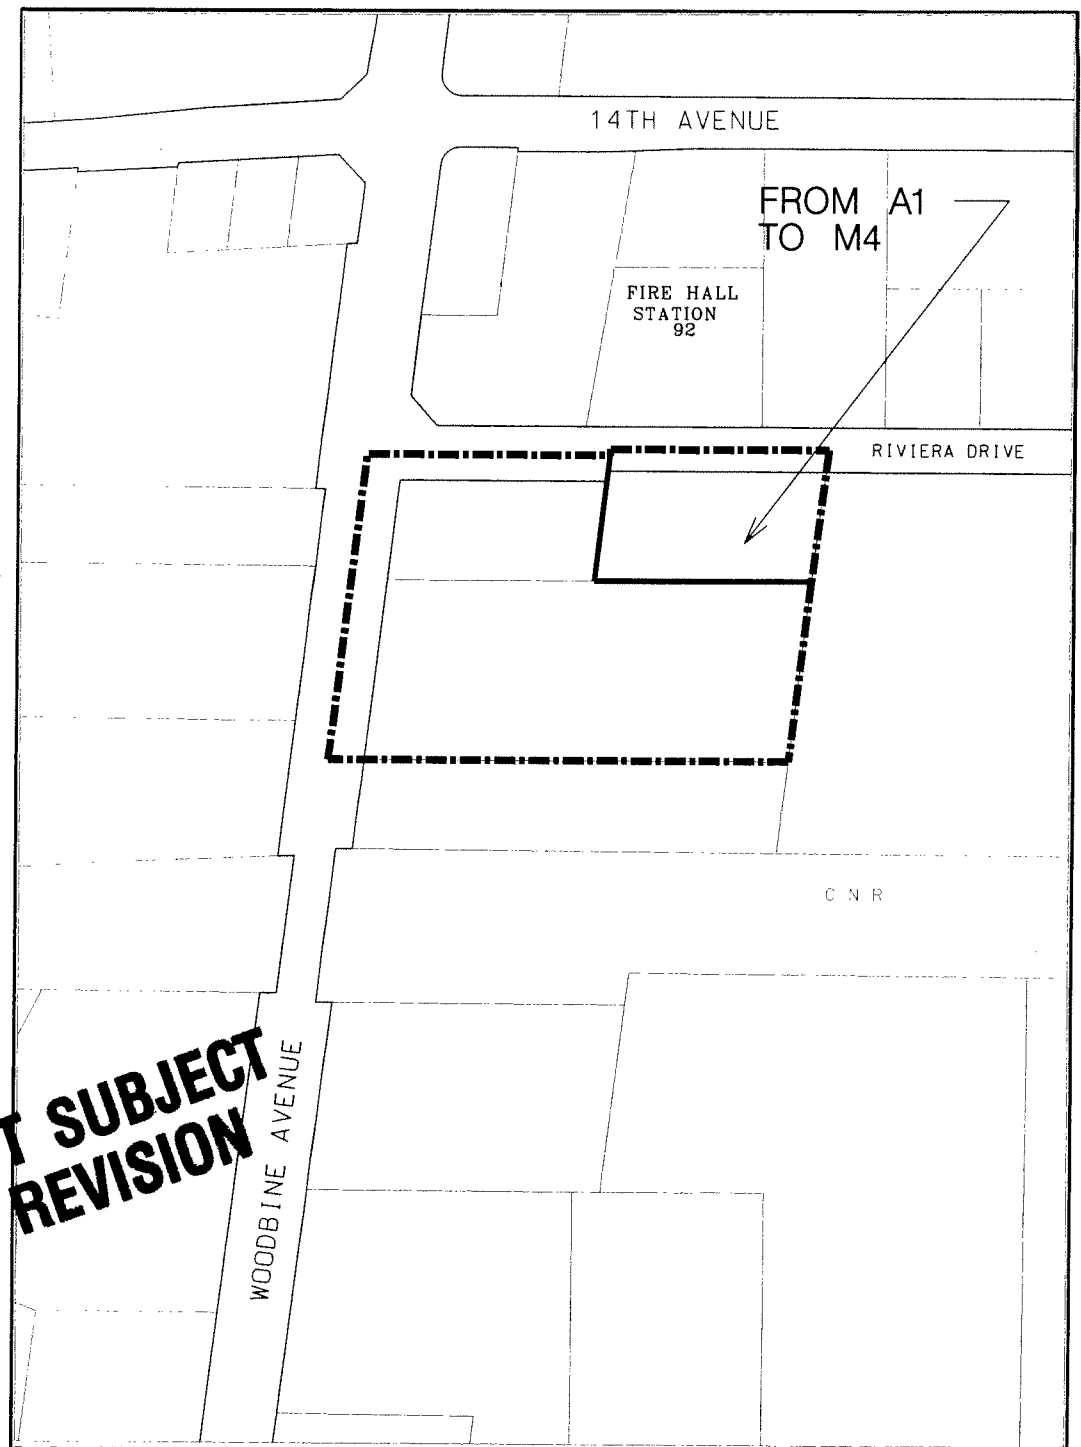 14TH AVENUE
FROM A1
TO M4
FIRE HALL
STATION
92
RIVIERA DRIVE
C N R
WOODBINE AVENUE
T SUBJECT
REVISION